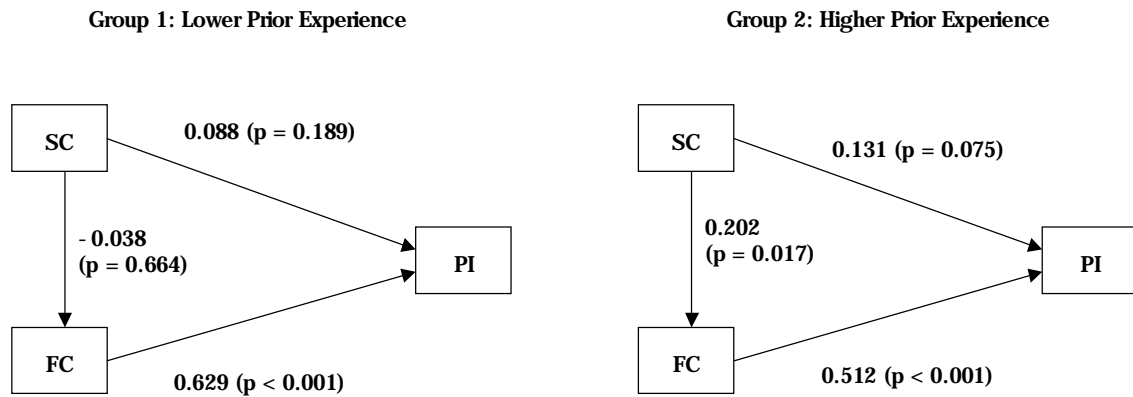 Group 1: Lower Prior Experience
SC
0.088 (p = 0.189)
- 0.038
(p = 0.664)
PI
FC
0.629 (p < 0.001)
Group 2: Higher Prior Experience
SC
0.131 (p = 0.075)
0.202
(p = 0.017)
PI
FC
0.512 (p < 0.001)